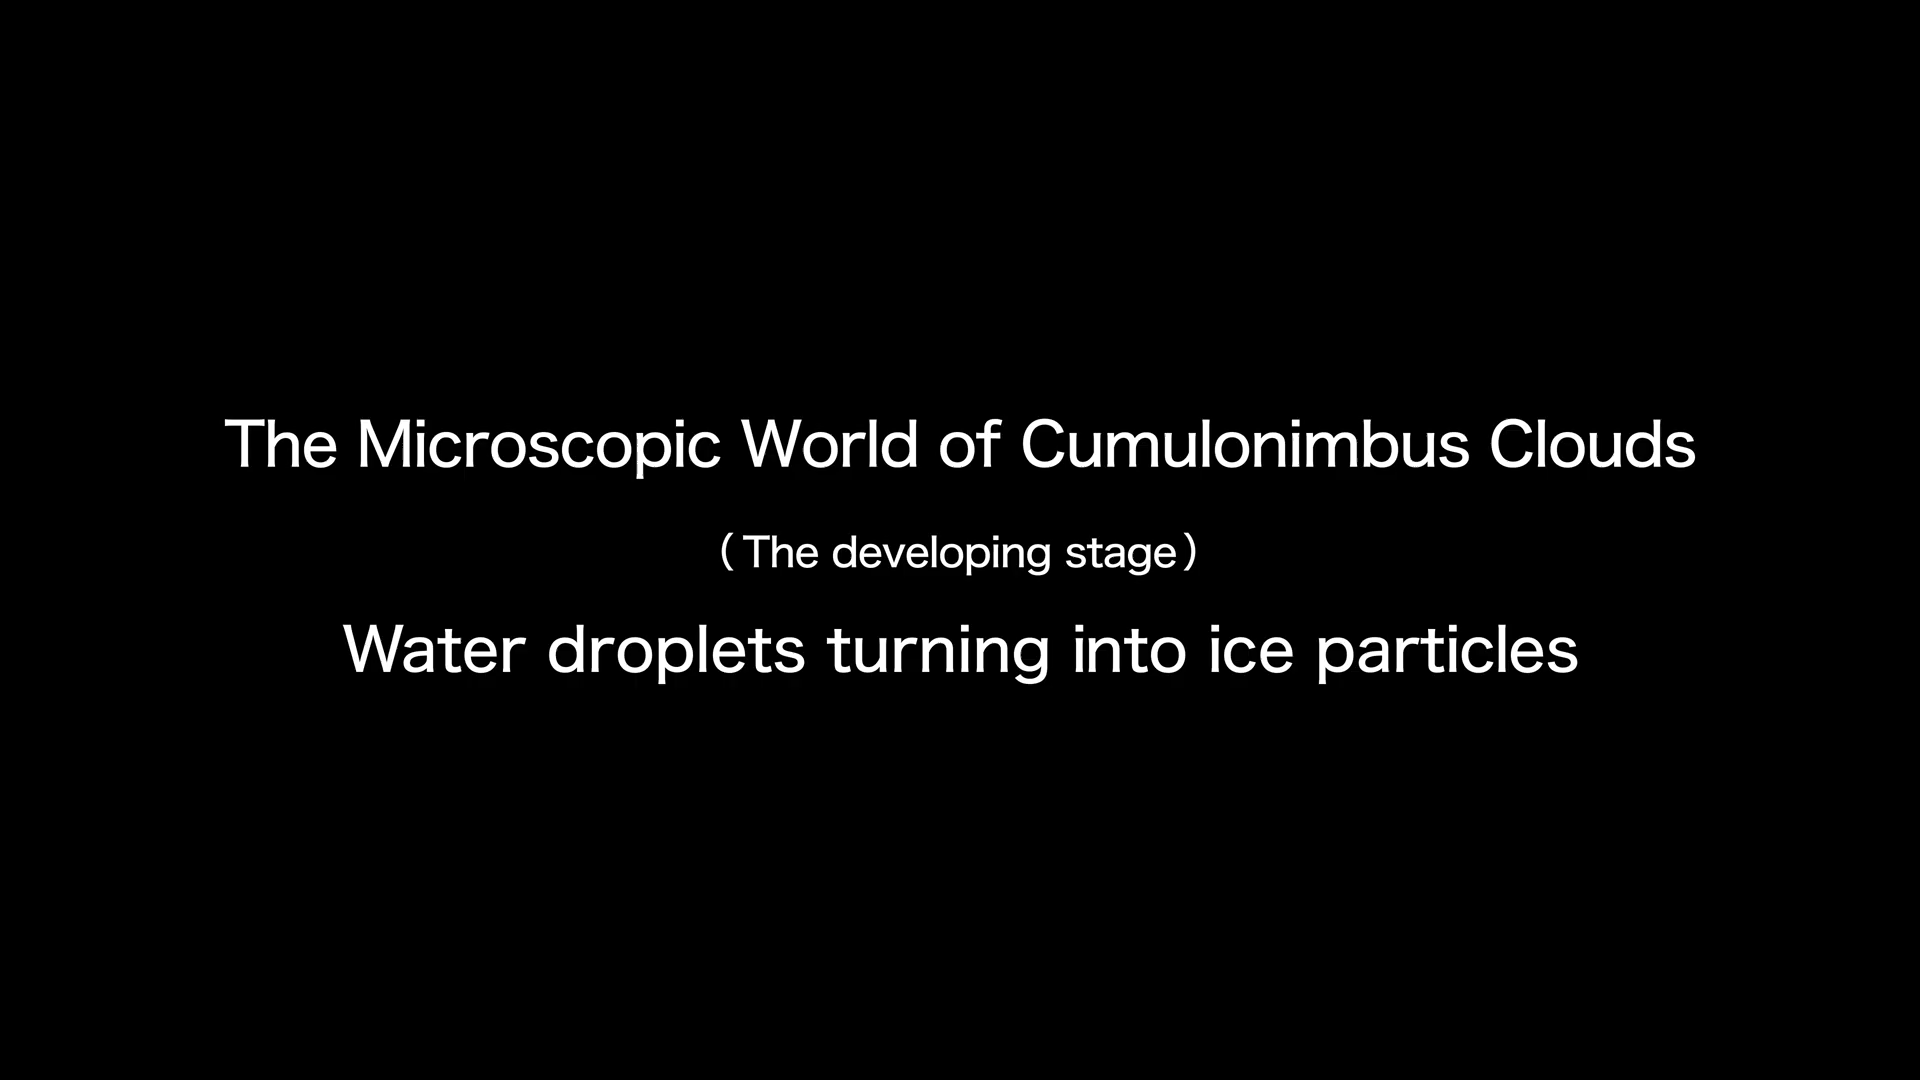 The Microscopic World of Cumulonimbus Clouds
(The developing stage)
Water droplets turning into ice particles